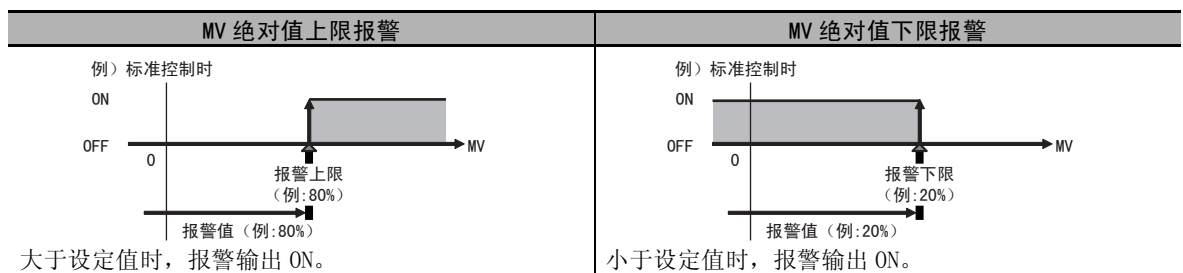 MV 绝对值上限报警
例）标准控制时
ON
OFF
0
MV
报警上限
（例:80%）
报警值（例:80%）
大于设定值时，报警输出 ON。
MV 绝对值下限报警
例）标准控制时
ON
OFF
0
MV
报警下限
（例:20%）
报警值（例:20%）
小于设定值时，报警输出 ON。